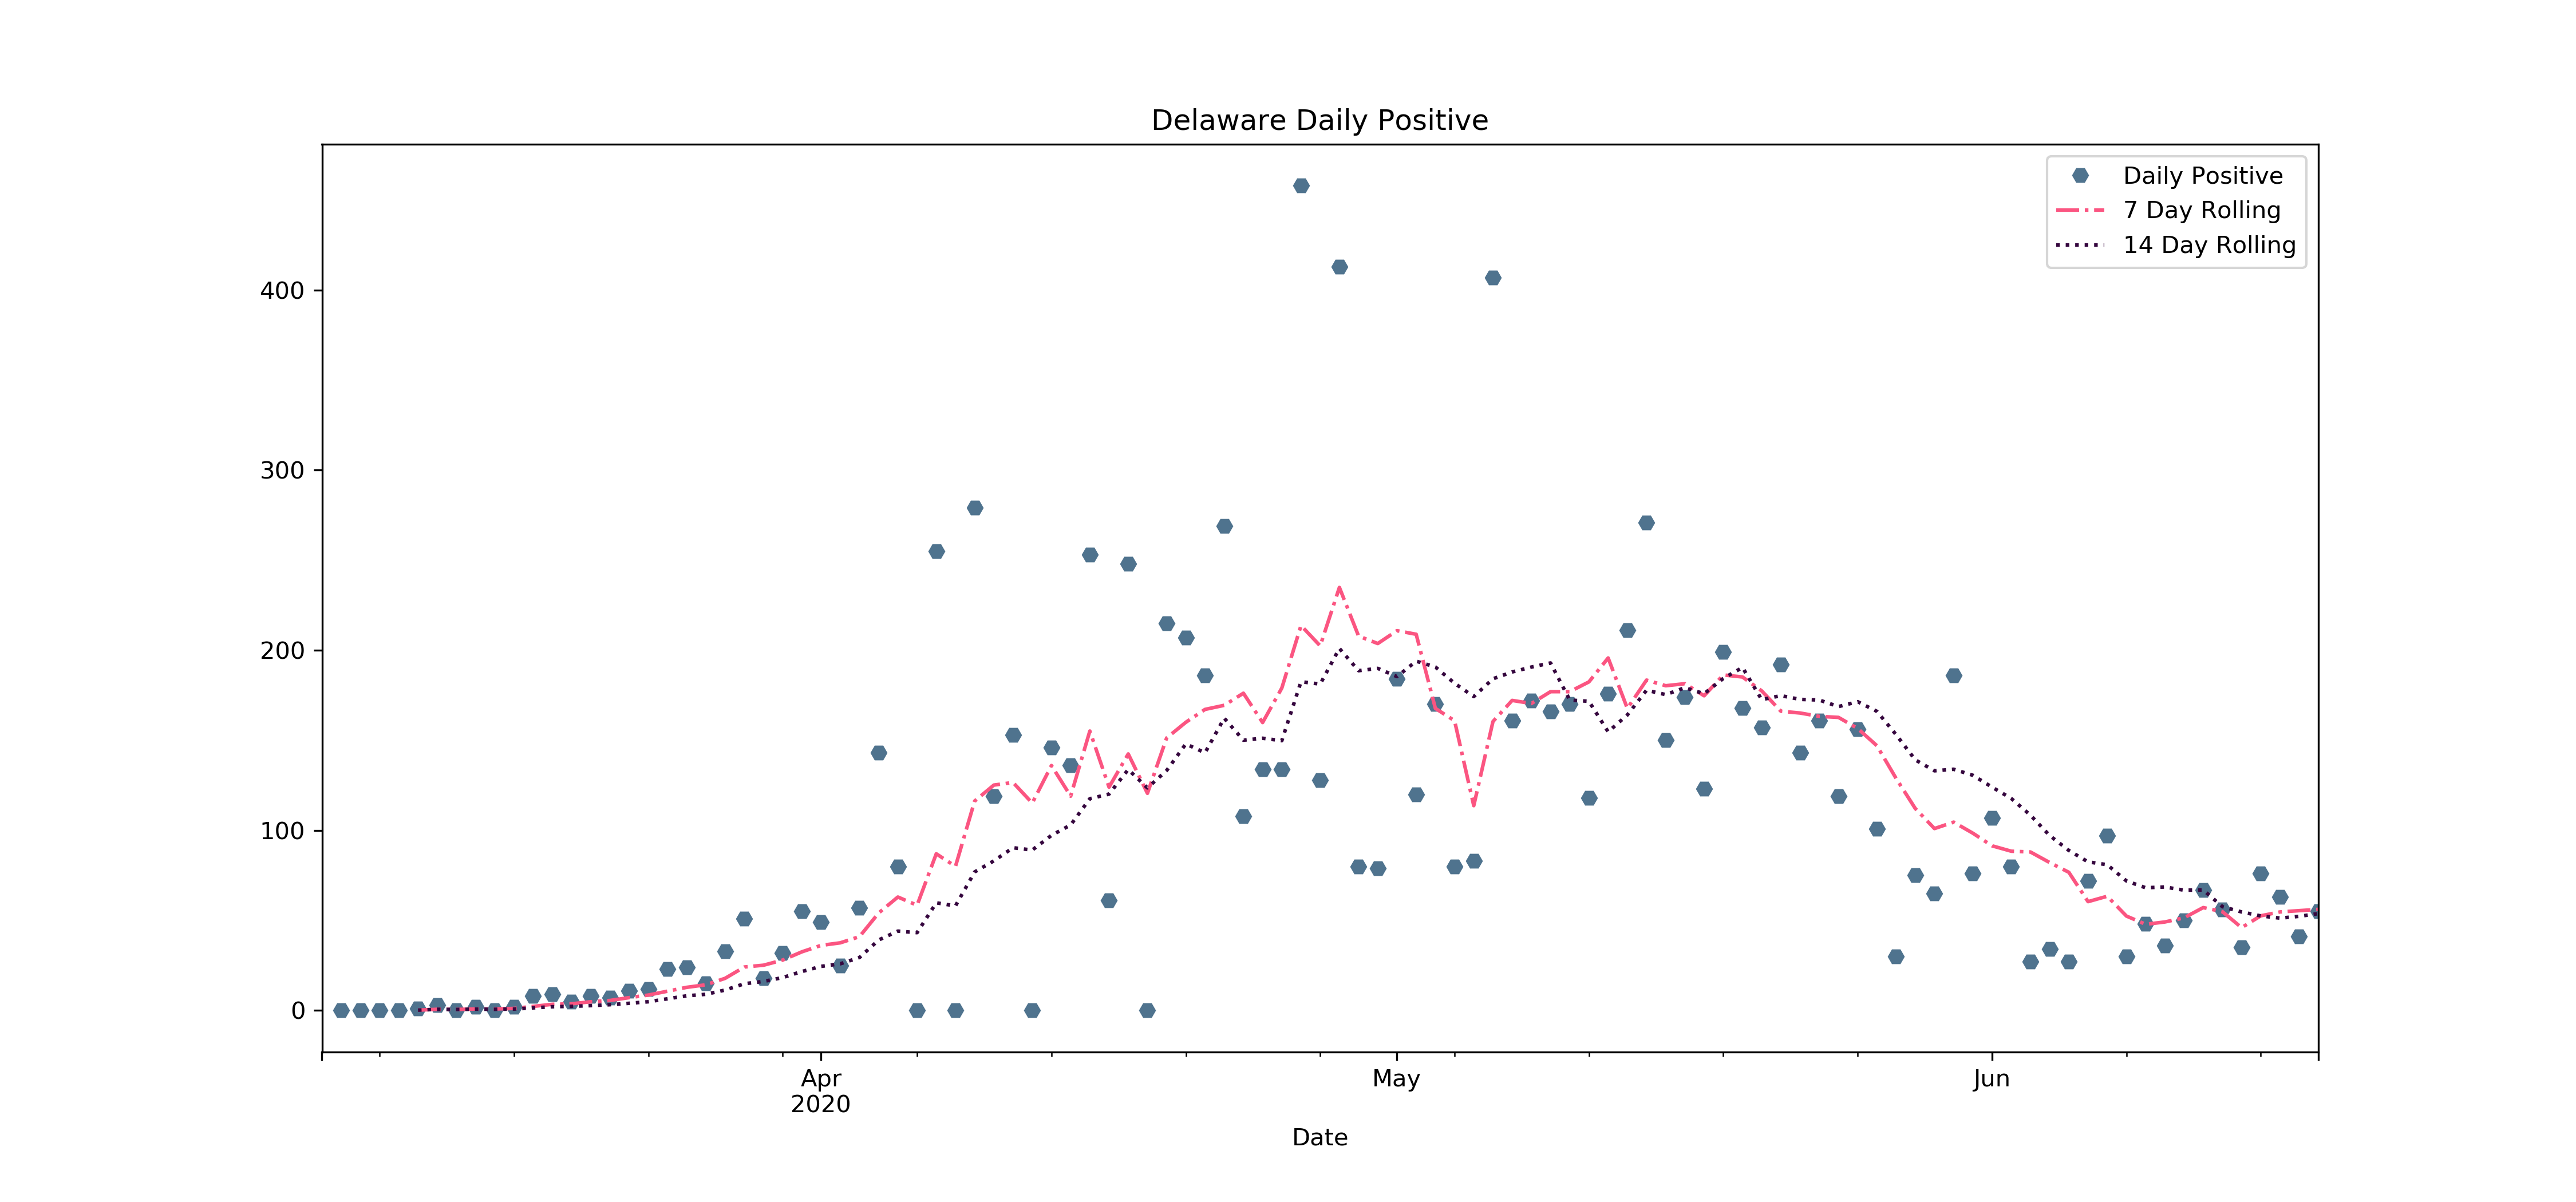 Delaware Daily Positive
Daily Positive
7 Day Rolling
14 Day Rolling
400
300
200
100
0
Apr
2020
May
Jun
Date